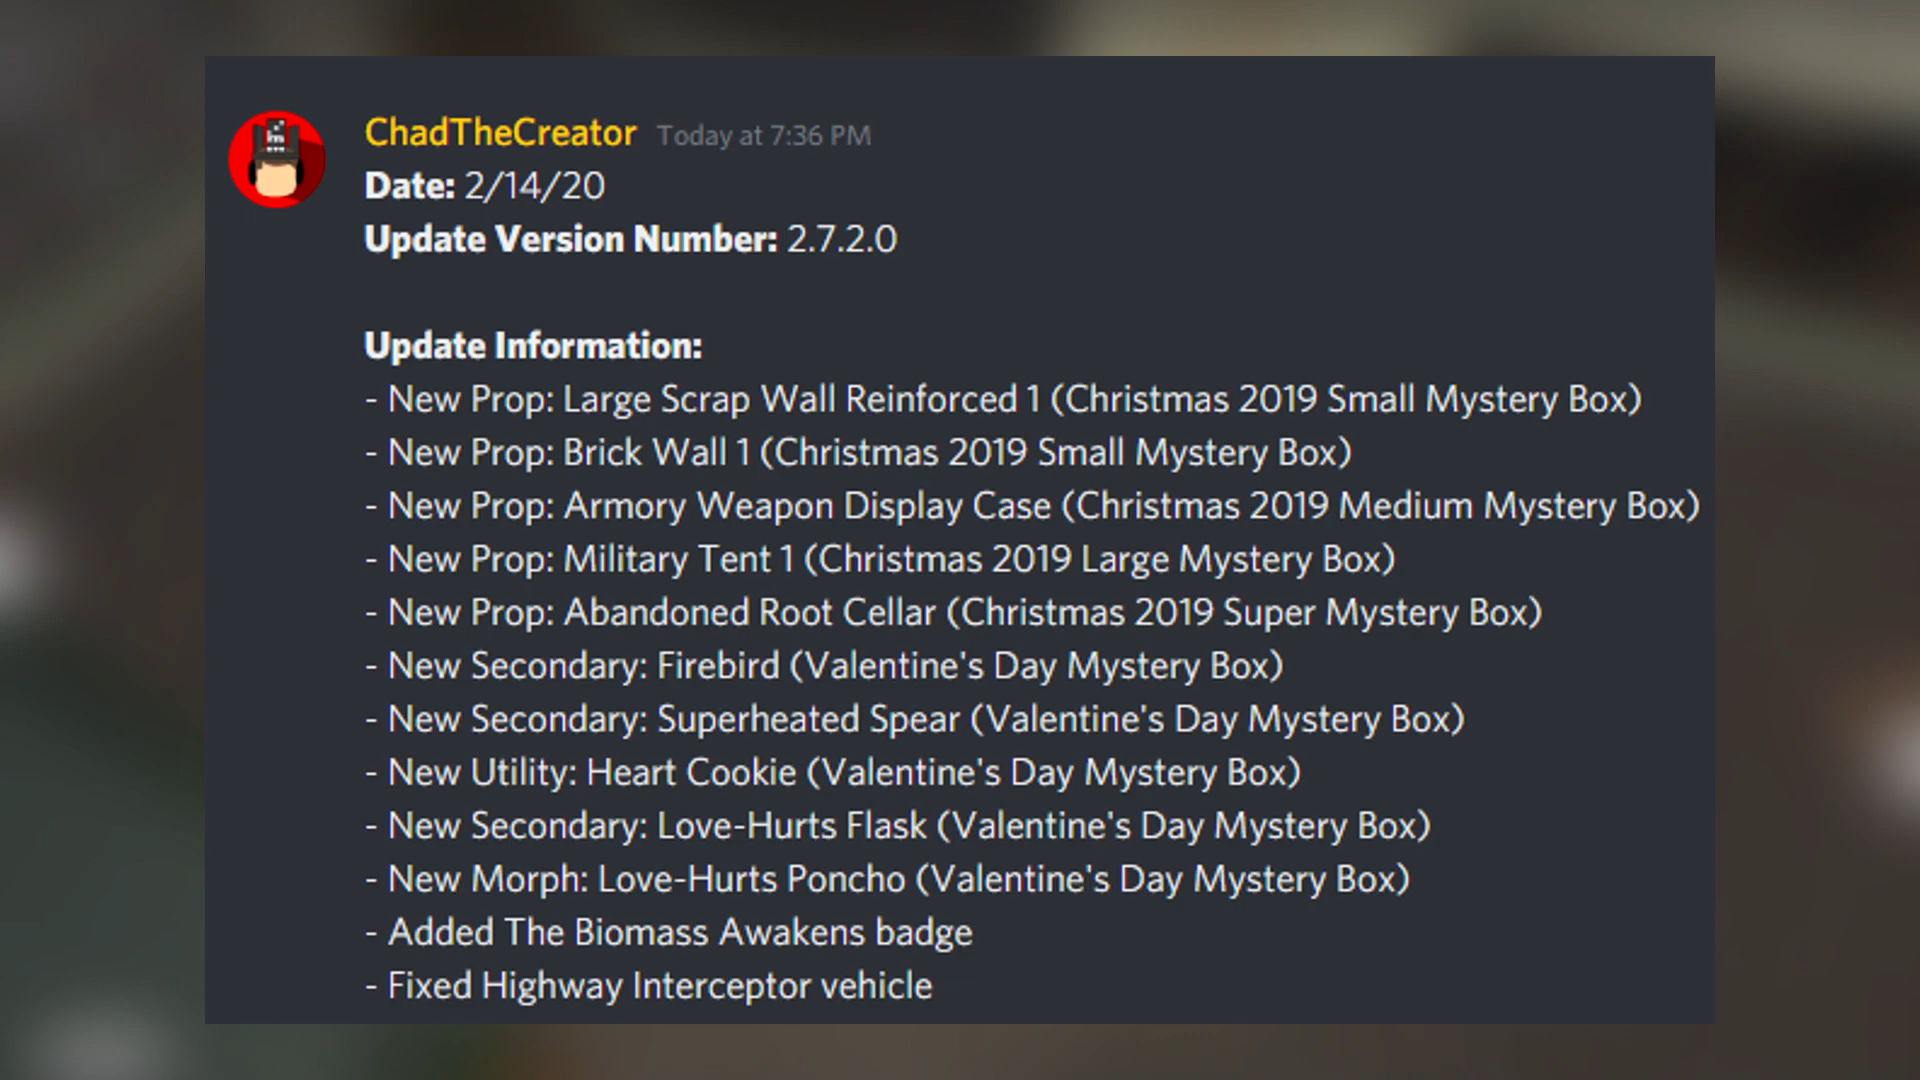 ChadTheCreator Today at 7:36 PM
Date: 2/14/20
Update Version Number: 2.7.2.0
Update Information:
- New Prop: Large Scrap Wall Reinforced 1 (Christmas 2019 Small Mystery Box)
- New Prop: Brick Wall 1 (Christmas 2019 Small Mystery Box)
- New Prop: Armory Weapon Display Case (Christmas 2019 Medium Mystery Box)
- New Prop: Military Tent 1 (Christmas 2019 Large Mystery Box)
- New Prop: Abandoned Root Cellar (Christmas 2019 Super Mystery Box)
- New Secondary: Firebird (Valentine's Day Mystery Box)
- New Secondary: Superheated Spear (Valentine's Day Mystery Box)
- New Utility: Heart Cookie (Valentine's Day Mystery Box)
- New Secondary: Love-Hurts Flask (Valentine's Day Mystery Box)
- New Morph: Love-Hurts Poncho (Valentine's Day Mystery Box)
- Added The Biomass Awakens badge
- Fixed Highway Interceptor vehicle